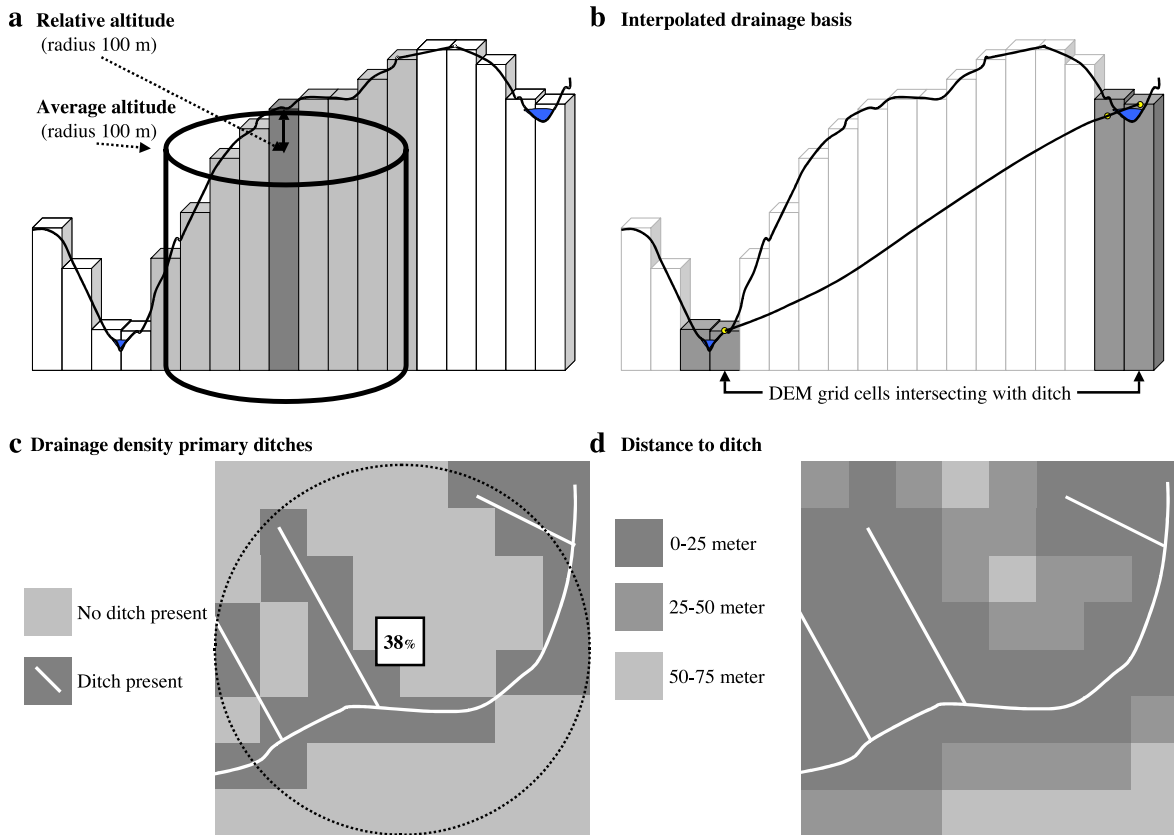 a Relative altitude
(radius 100 m)
Average altitude
(radius 100 m)
b Interpolated drainage basis
DEM grid cells intersecting with ditch
c Drainage density primary ditches
No ditch present
Ditch present
38%
d Distance to ditch
0-25 meter
25-50 meter
50-75 meter